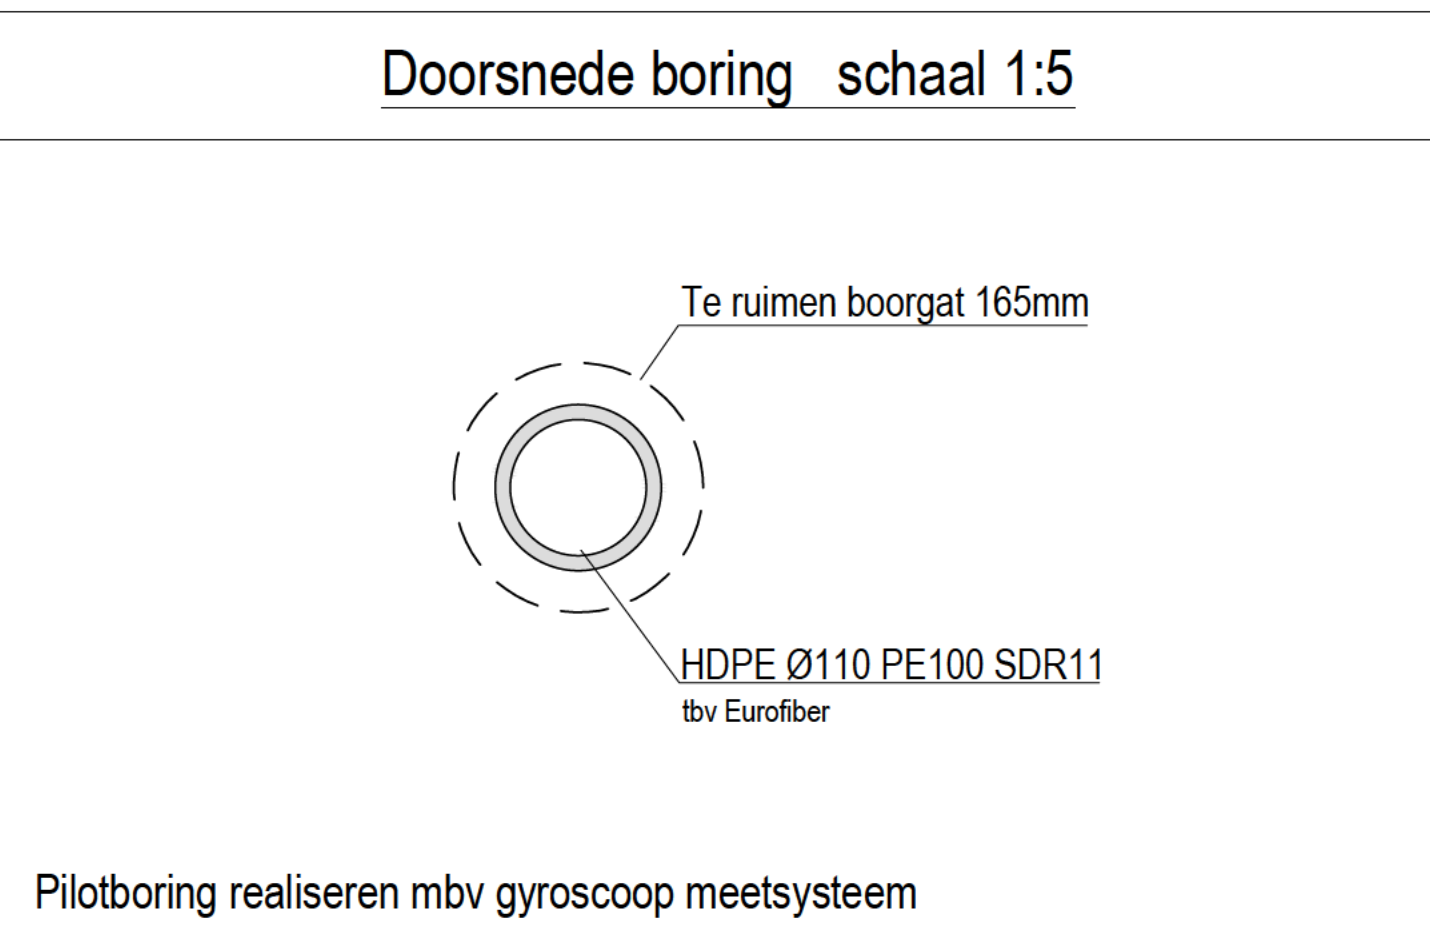 Doorsnede boring schaal 1:5
Te ruimen boorgat 165mm
HDPE Ø110 PE100 SDR11
tbv Eurofiber
Pilotboring realiseren mbv gyroscoop meetsysteem